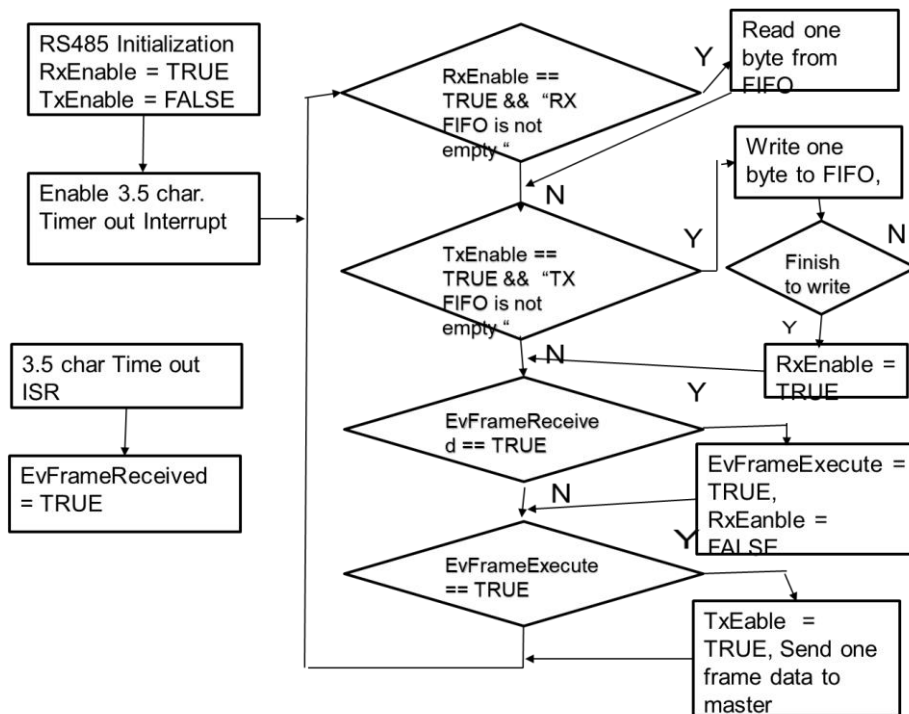 RS485 Initialization
RxEnable = TRUE
TxEnable = FALSE
Enable 3.5 char.
Timer out Interrupt
3.5 char Time out
ISR
EvFrameReceived
= TRUE
RxEnable ==
TRUE && “RX
FIFO is not
empty “
Y
Read one
byte from
FIFO
N
TxEnable ==
TRUE && “TX
FIFO is not
empty “
Y
Write one
byte to FIFO,
Finish
to write
N
Y
RxEnable =
TRUE
N
EvFrameReceive
d == TRUE
Y
EvFrameExecute =
TRUE,
RxEanble =
FALSE
N
EvFrameExecute
== TRUE
Y
TxEable =
TRUE, Send one
frame data to
master